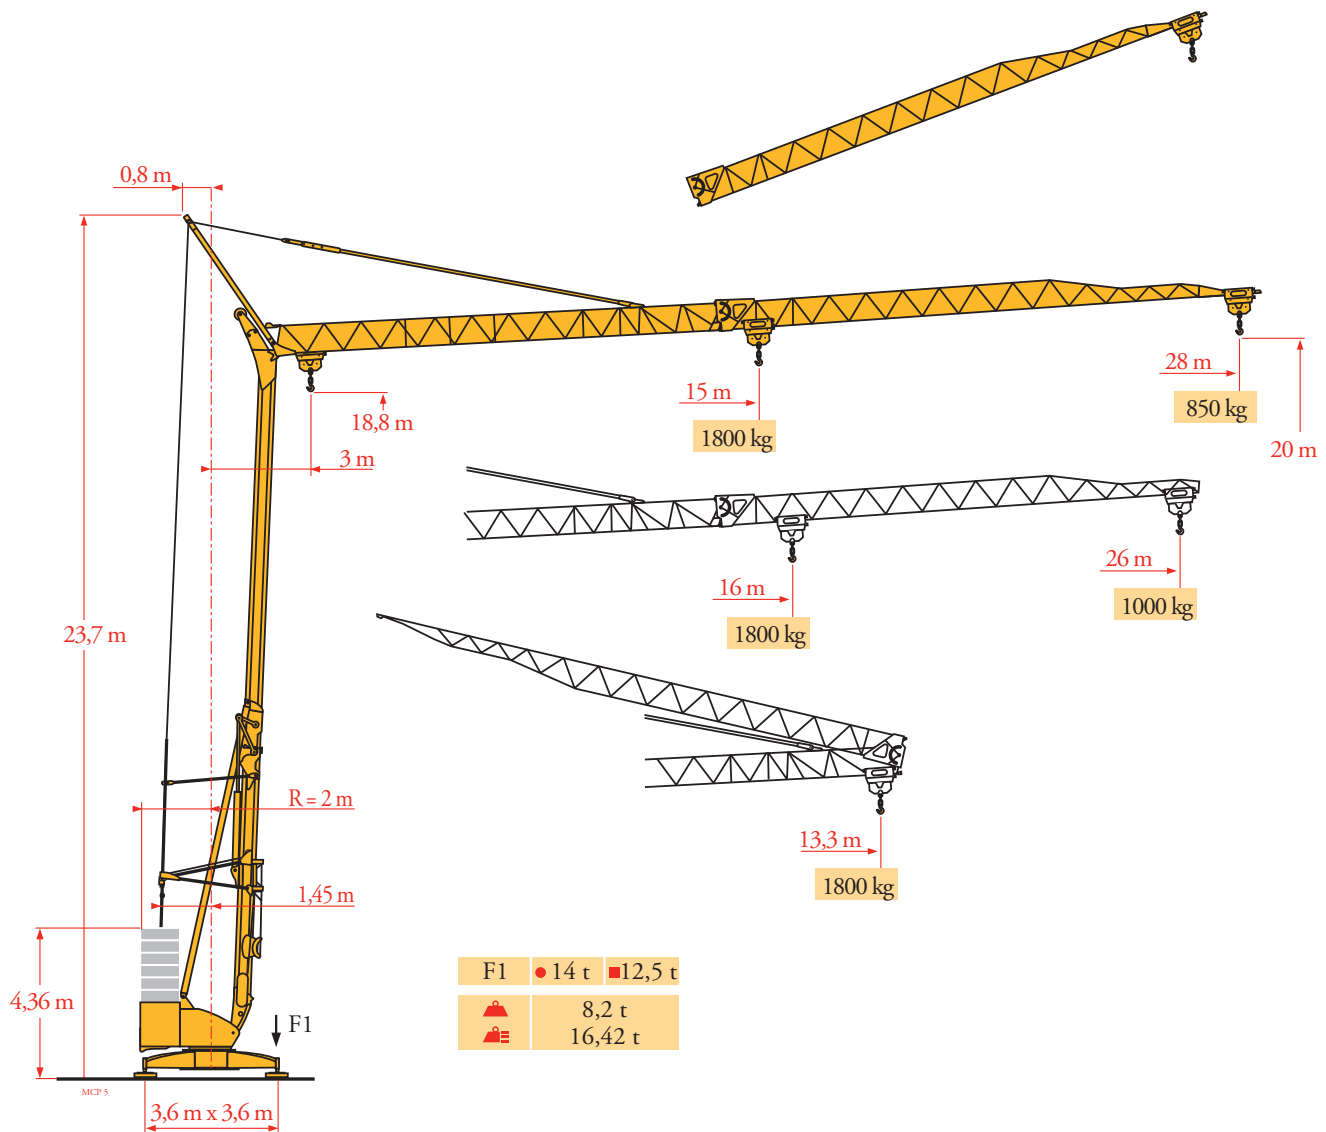 0,8 m
28 m
15 m
850 kg
18,8 m
1800 kg
20 m
3 m
26 m
16 m
1000 kg
23,7 m
1800 kg
R = 2 m
13,3 m
1800 kg
1,45 m
F1 14 t 12,5 t
4,36 m
8,2 t
F1
16,42 t
MCP 5
3,6 m x 3,6 m